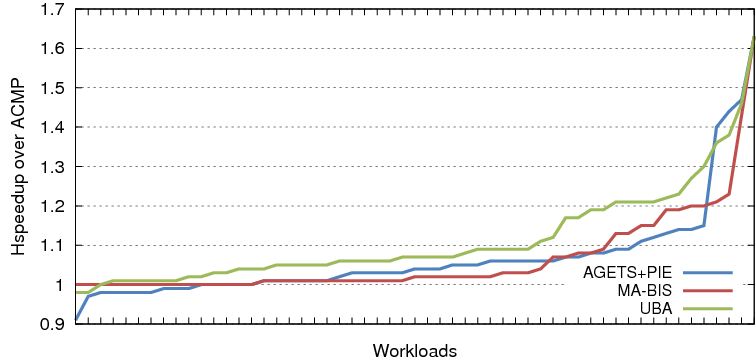 1.7
1.6
1.5
1.4
1.3
1.2
1.1
1
0.9
Hspeedup over ACMP
AGETS+PIE
MA-BIS
UBA
Workloads